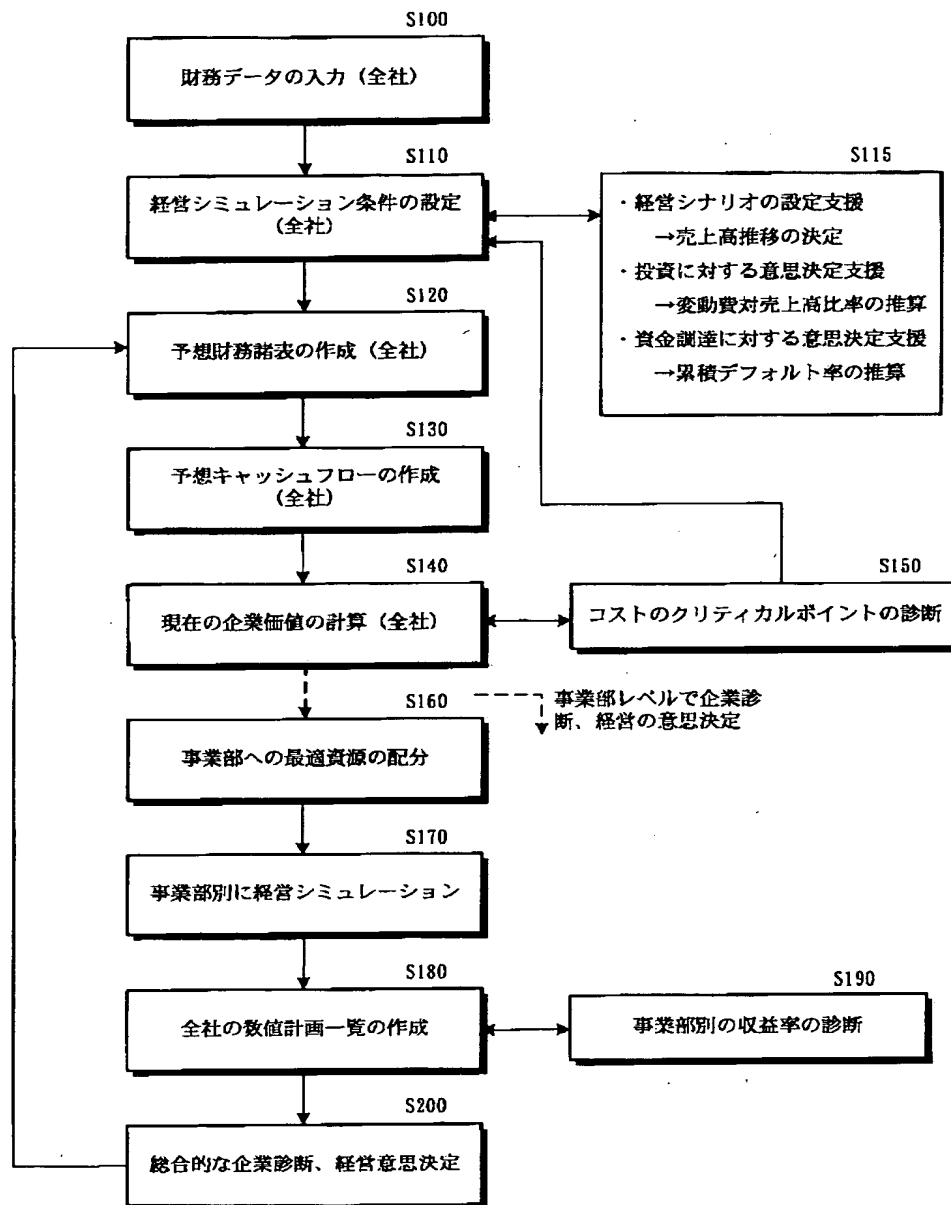 S100
財務データの入力（全社）
S110
経営シミュレーション条件の設定
（全社）
S115
・経営シナリオの設定支援
→売上高推移の決定
・投資に対する意思決定支援
→変動費対売上高比率の推算
・資金調達に対する意思決定支援
→累積デフォルト率の推算
S120
予想財務諸表の作成（全社）
S130
予想キャッシュフローの作成
（全社）
S140
現在の企業価値の計算（全社）
S150
コストのクリティカルポイントの診断
事業部レベルで企業診
断、経営の意思決定
S160
事業部への最適資源の配分
S170
事業部別に経営シミュレーション
S180
全社の数値計画一覧の作成
S190
事業部別の収益率の診断
S200
総合的な企業診断、経営意思決定